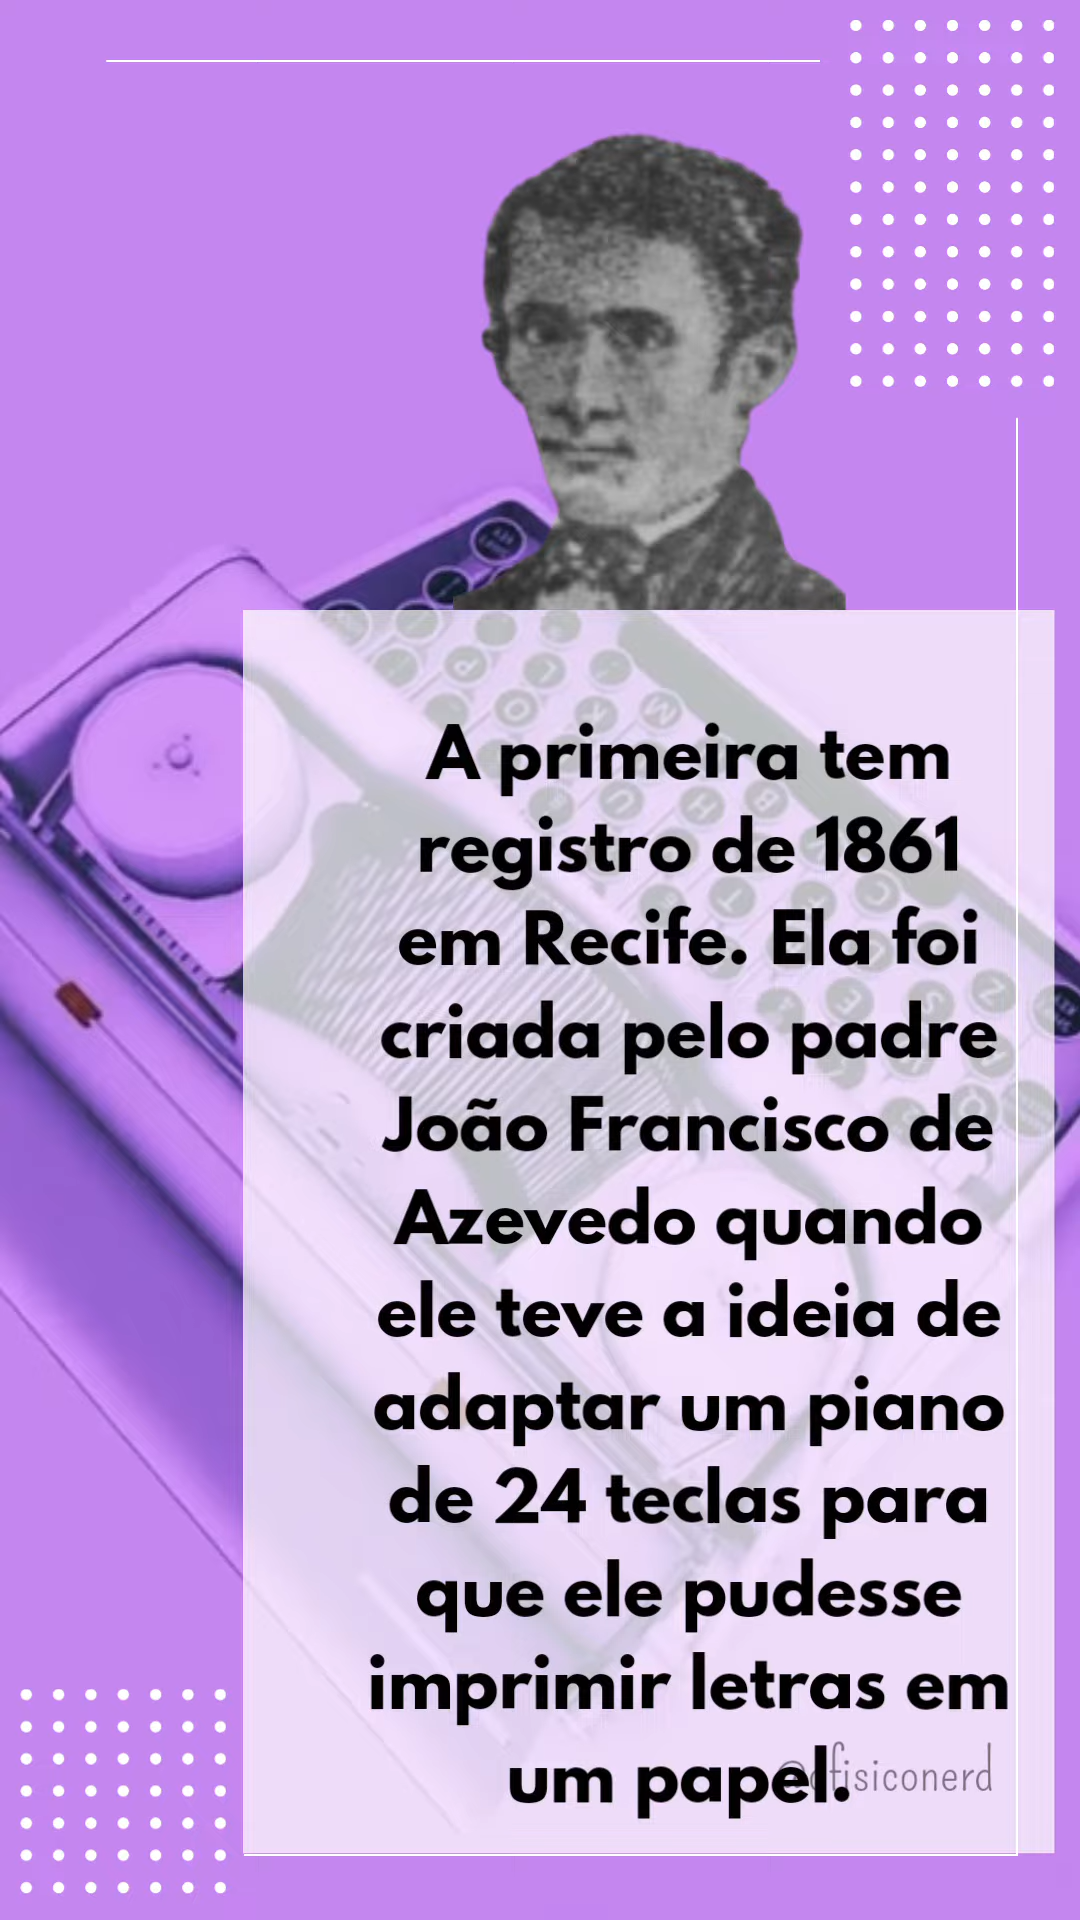 A primeira tem
registro de 1861
em Recife. Ela foi
criada pelo padre
João Francisco de
Azevedo quando
ele teve a ideia de
adaptar um piano
de 24 teclas para
que ele pudesse
imprimir letras em
um papel.